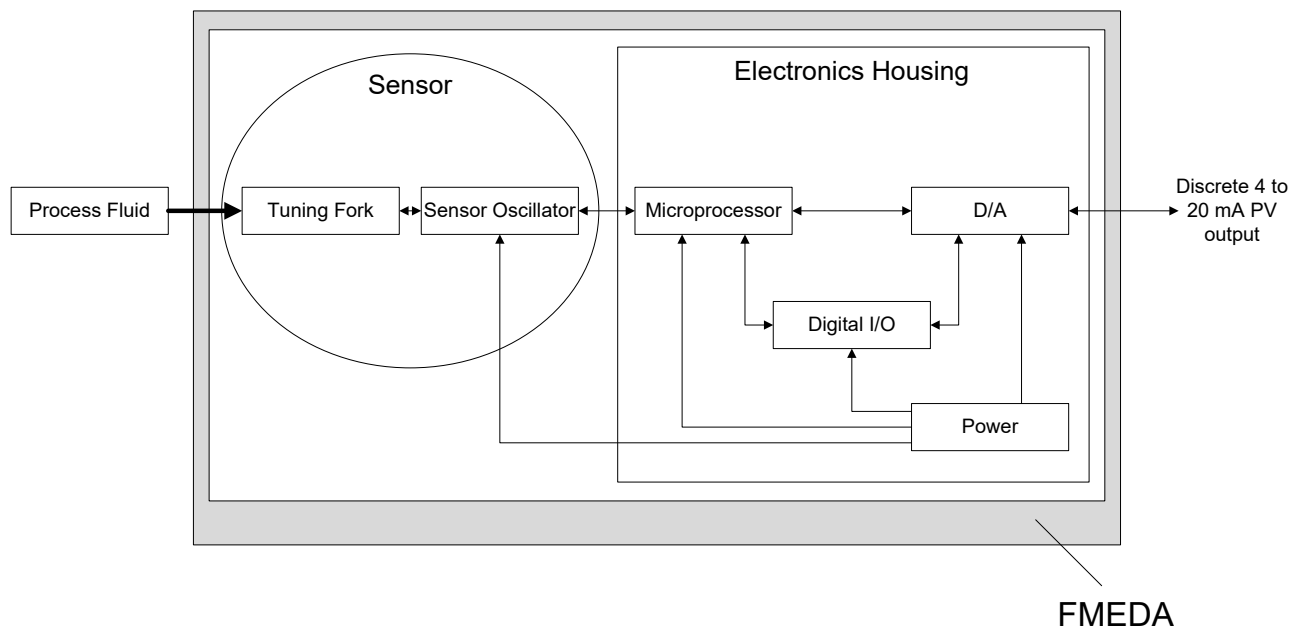 Sensor
Electronics Housing
Process Fluid
Tuning Fork
Sensor Oscillator
Microprocessor
D/A
Discrete 4 to
20 mA PV
output
Digital I/O
Power
FMEDA